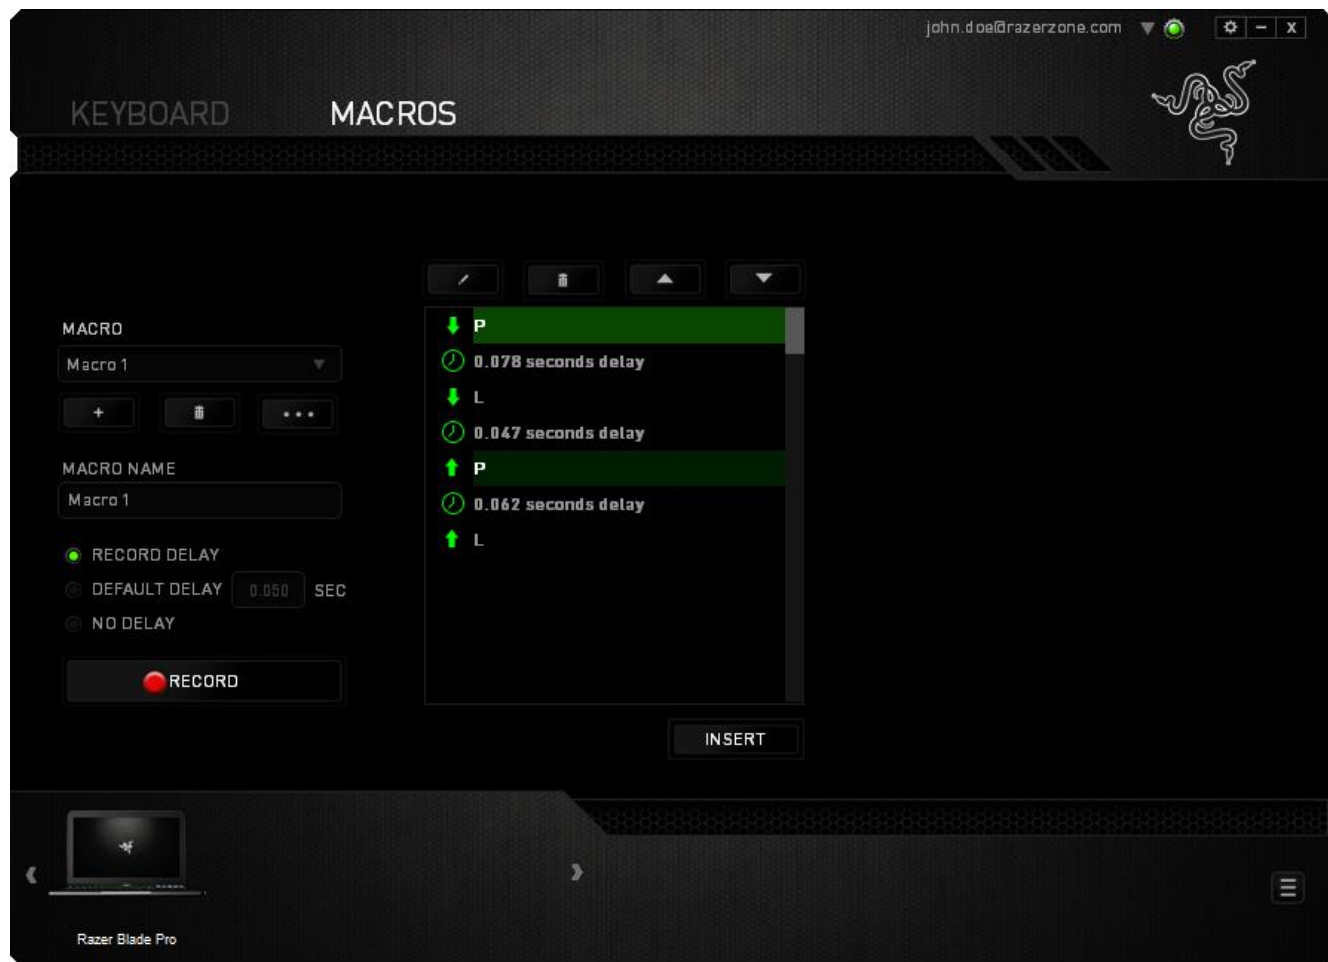 john.doe@razerzone.com
X
KEYBOARD MACROS
MACRO
Macro 1
MACRO NAME
Macro 1
RECORD DELAY
DEFAULT DELAY 0.050 SEC
NO DELAY
RECORD
P
0.078 seconds delay
L
0.047 seconds delay
P
0.062 seconds delay
L
INSERT
Razer Blade Pro